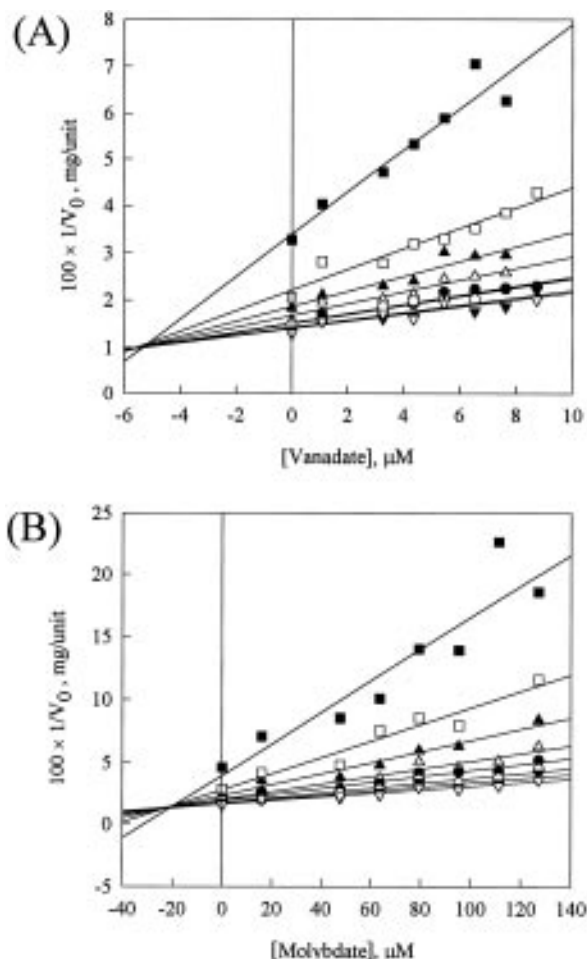 (A)
8
7
6
5
4
3
2
1
0
100 × 1/V0 , mg/unit
-6 -4 -2 0 2 4 6 8 10
[Vanadate], μM
(B)
25
20
15
10
5
0
-5
100 × 1/V0 , mg/unit
-40 -20 0 20 40 60 80 100 120 140
[Molybdate], μM